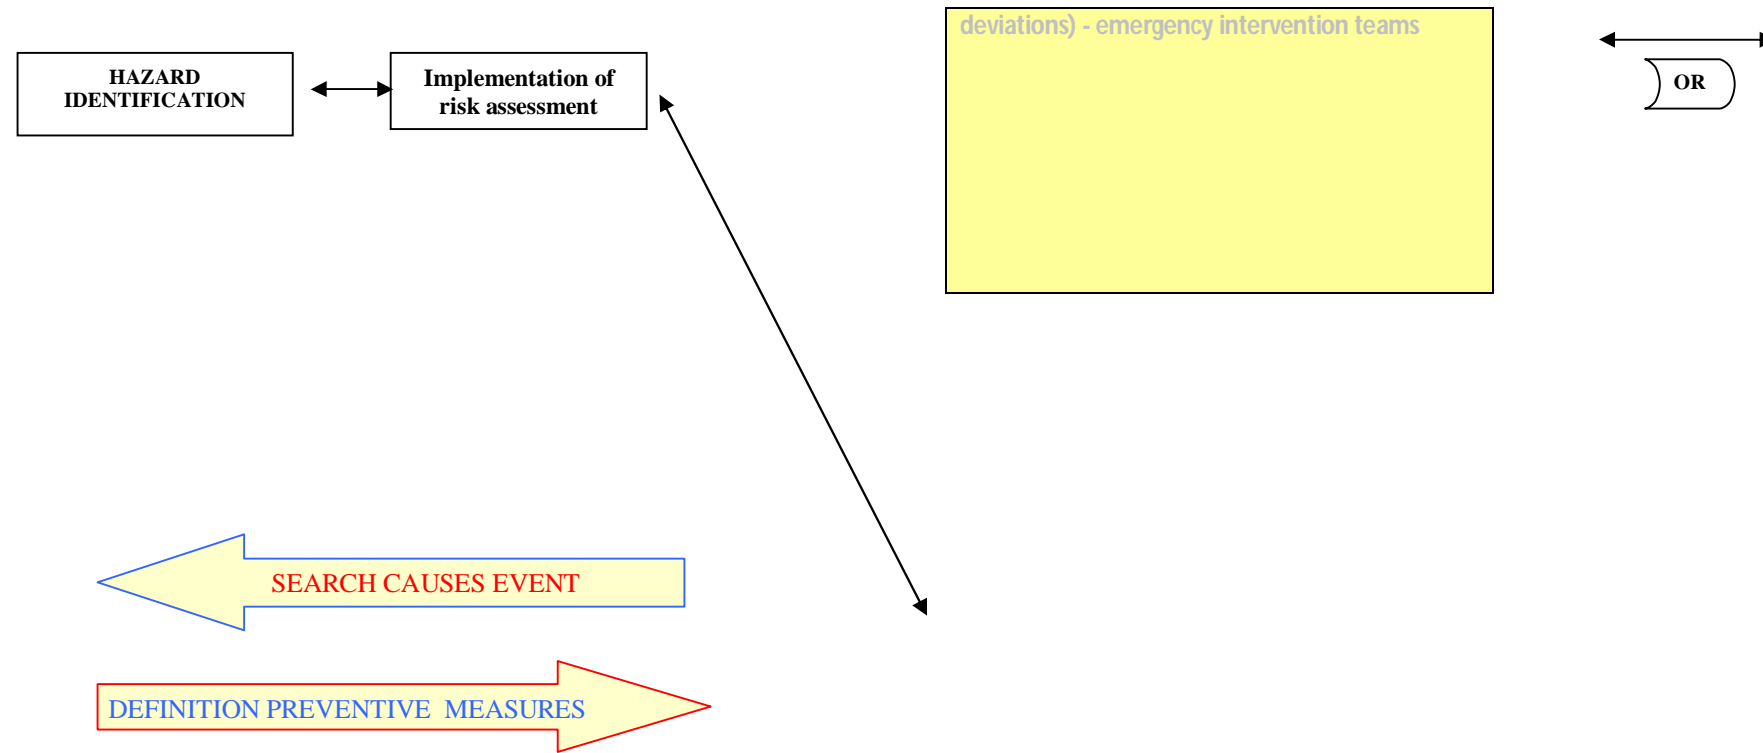 HAZARD
IDENTIFICATION
Implementation of
risk assessment
deviations) - emergency intervention teams
OR
SEARCH CAUSES EVENT
DEFINITION PREVENTIVE  MEASURES